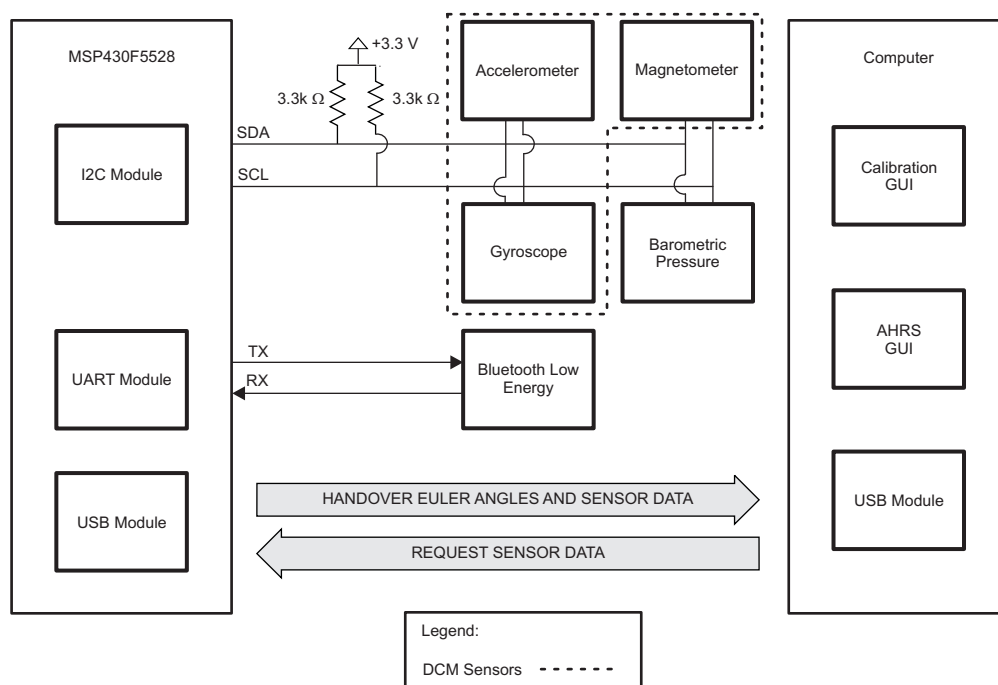 MSP430F5528
I2C Module
UART Module
USB Module
+3.3 V
3.3k Ω
3.3k Ω
SDA
SCL
Accelerometer
Magnetometer
Gyroscope
Barometric
Pressure
TX
RX
Bluetooth Low
Energy
HANDOVER EULER ANGLES AND SENSOR DATA
REQUEST SENSOR DATA
Computer
Calibration
GUI
AHRS
GUI
USB Module
Legend:
DCM Sensors